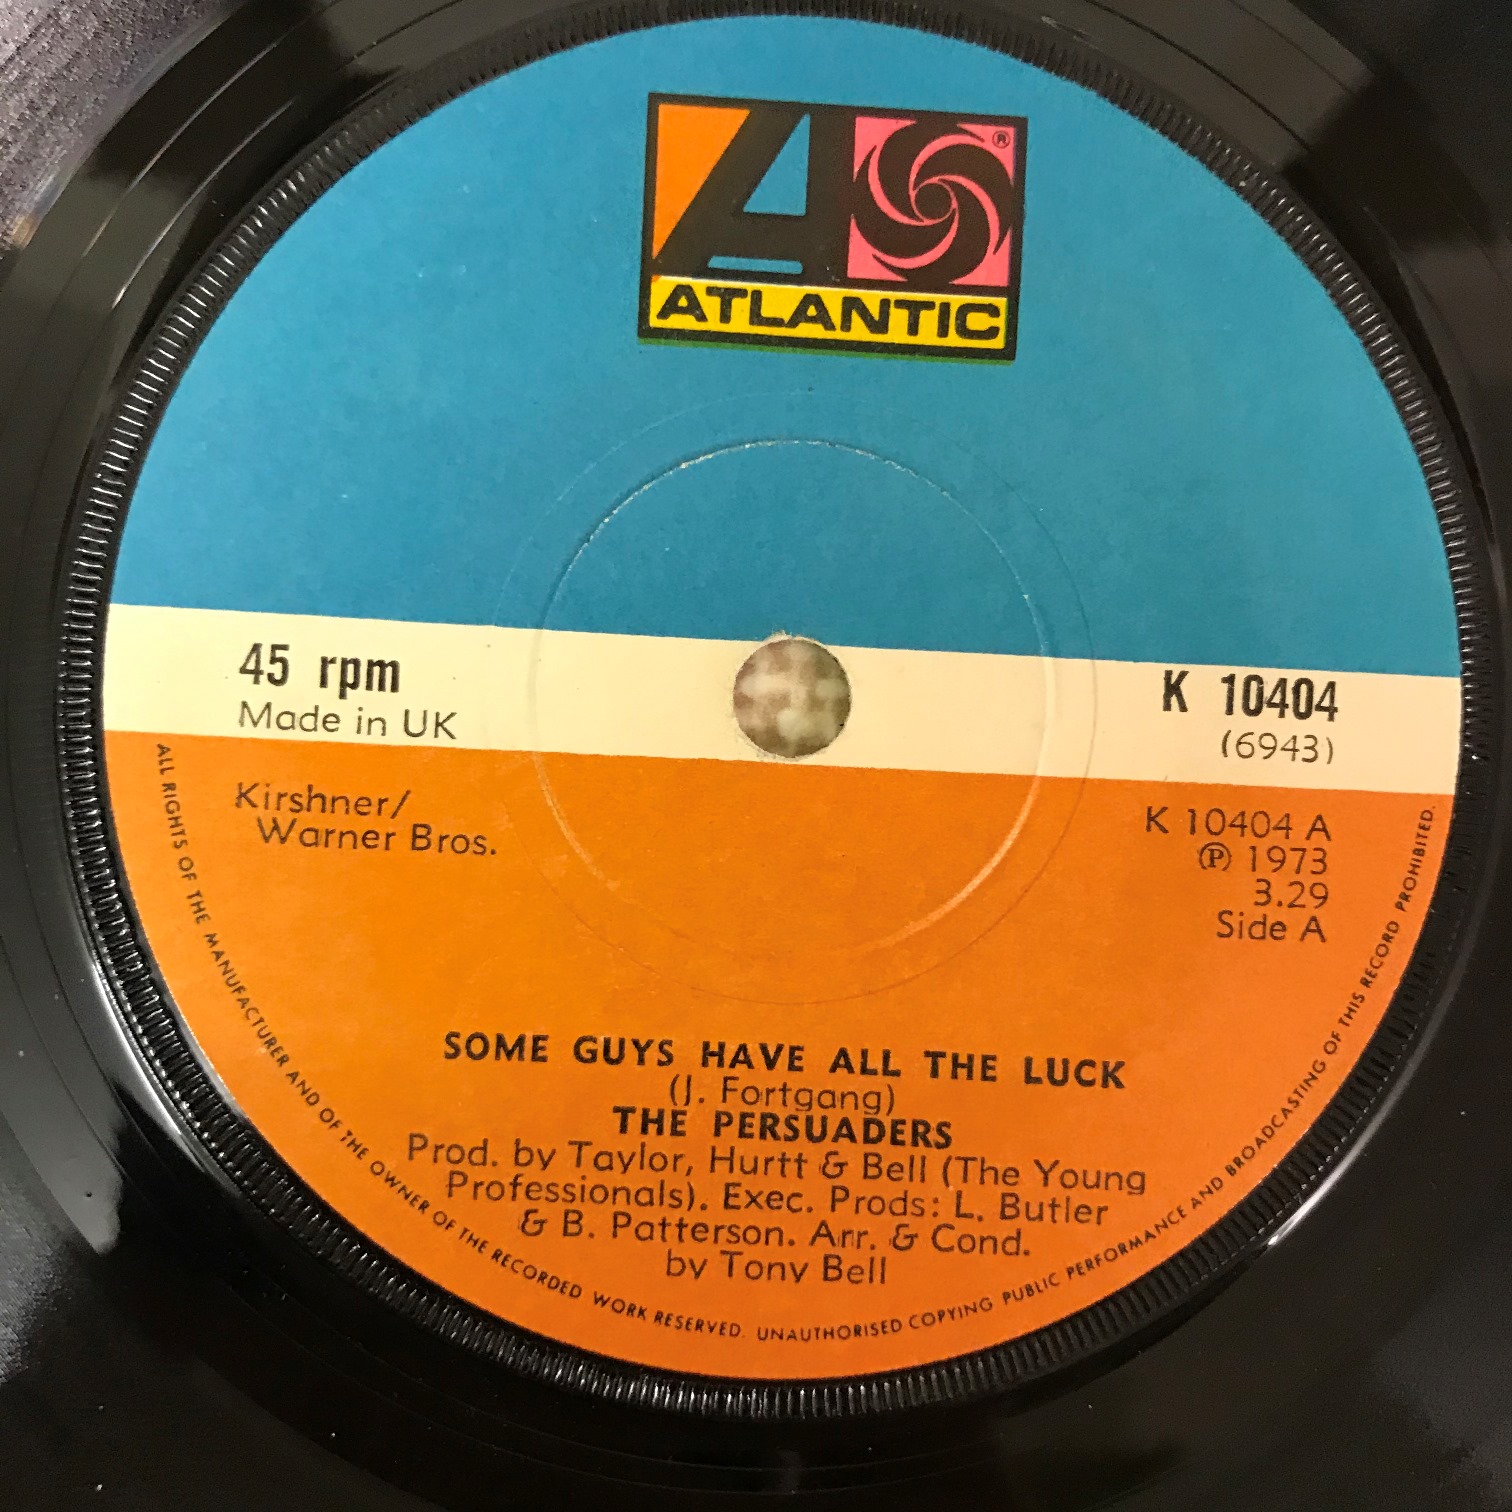 ®
ATLANTIC
45 rpm
Made in UK
K 10404
(6943)
Kirshner/
Warner Bros.
K 10404 A
Ⓟ 1973
3.29
Side A
SOME GUYS HAVE ALL THE LUCK
(J. Fortgang)
THE PERSUADERS
Prod. by Taylor, Hurtt & Bell (The Young
Professionals). Exec. Prods: L. Butler
& B. Patterson. Arr. & Cond.
by Tony Bell
ALL RIGHTS OF THE MANUFACTURER AND OF THE OWNER OF THE RECORDED WORK RESERVED. UNAUTHORISED COPYING PUBLIC PERFORMANCE AND BROADCASTING OF THIS RECORD PROHIBITED.